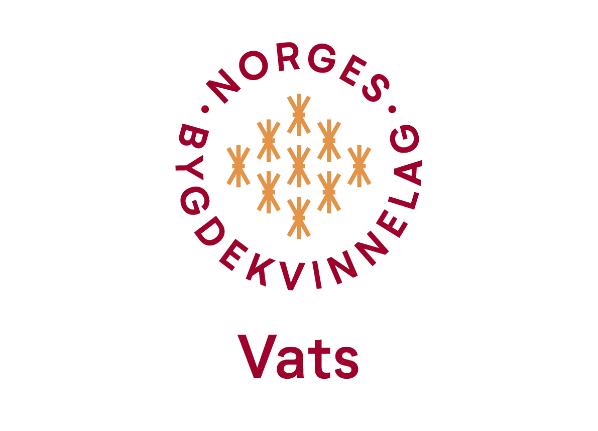 · NORGES ·
BYGDEKVINNELAG
Vats